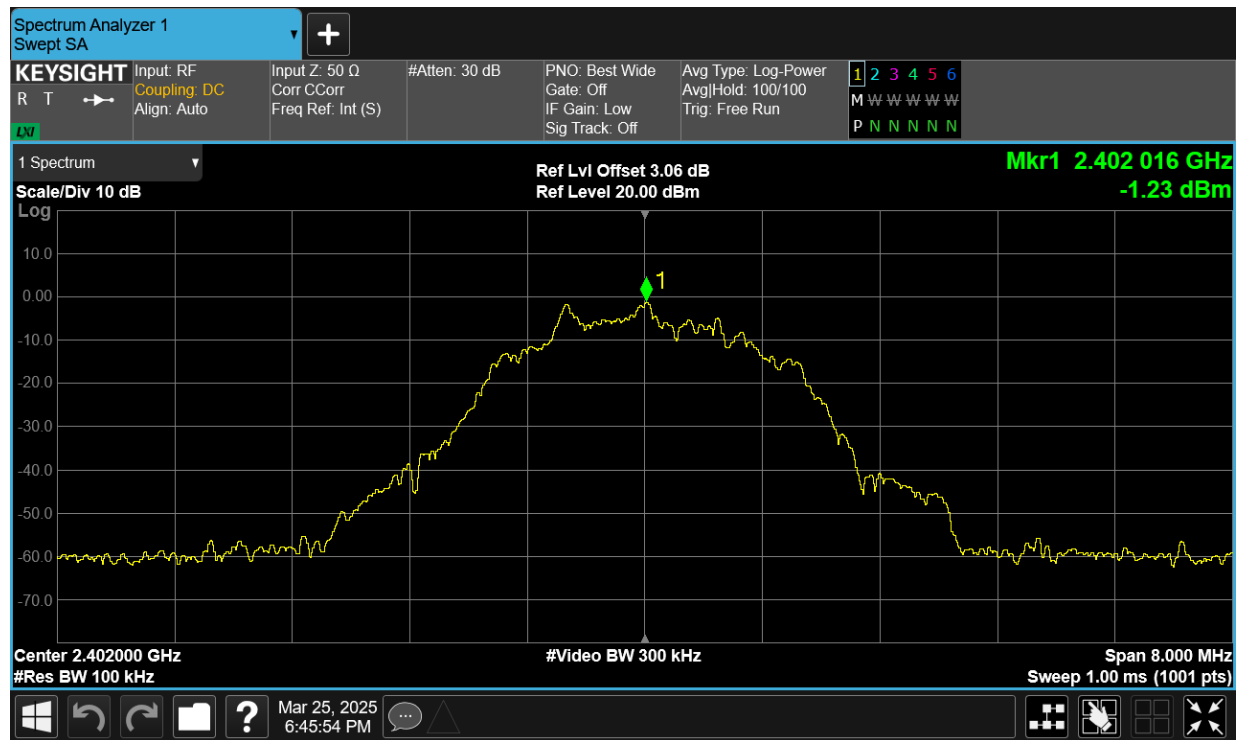 Spectrum Analyzer 1
Swept SA
KEYSIGHT
R T
LXI
Input: RF
Coupling: DC
Align: Auto
Input Z: 50 Ω
Corr CCorr
Freq Ref: Int (S)
#Atten: 30 dB
PNO: Best Wide
Gate: Off
IF Gain: Low
Sig Track: Off
Avg Type: Log-Power
Avg|Hold: 100/100
Trig: Free Run
1 2 3 4 5 6
M W W W W W
P N N N N N
1 Spectrum
Scale/Div 10 dB
Log
Ref Lvl Offset 3.06 dB
Ref Level 20.00 dBm
Mkr1 2.402 016 GHz
-1.23 dBm
10.0
0.00
-10.0
-20.0
-30.0
-40.0
-50.0
-60.0
-70.0
1
Center 2.402000 GHz
#Res BW 100 kHz
#Video BW 300 kHz
Span 8.000 MHz
Sweep 1.00 ms (1001 pts)
?
Mar 25, 2025
6:45:54 PM